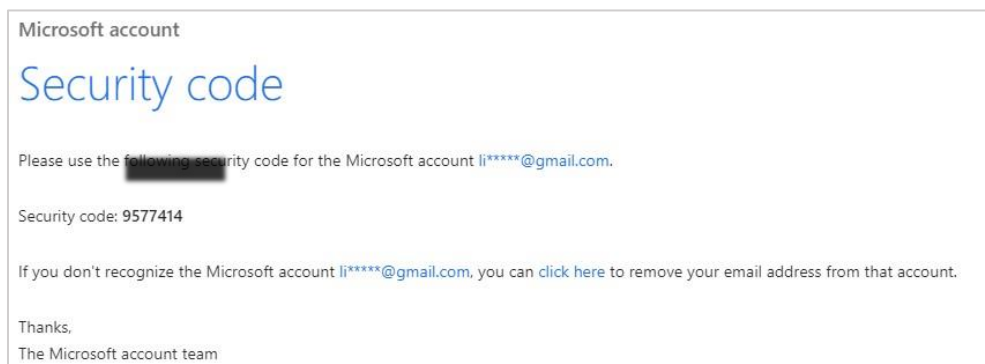 Microsoft account
Security code
Please use the following security code for the Microsoft account li*****@gmail.com.
Security code: 9577414
If you don't recognize the Microsoft account li*****@gmail.com, you can click here to remove your email address from that account.
Thanks,
The Microsoft account team